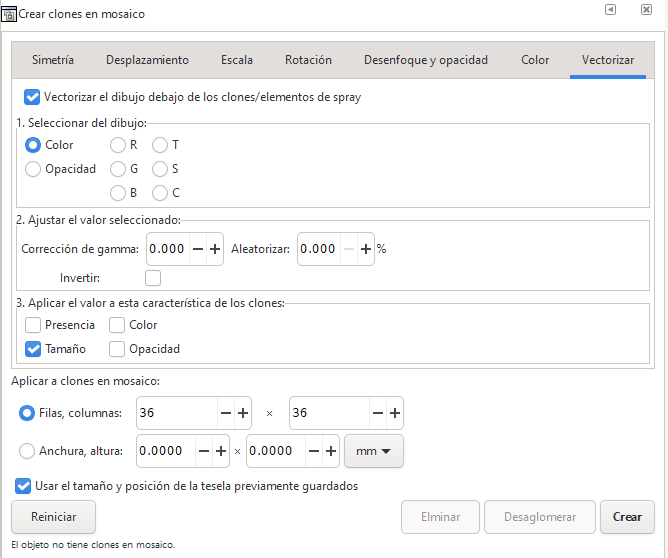 Crear clones en mosaico
Simetría Desplazamiento Escala Rotación Desenfoque y opacidad Color Vectorizar
Vectorizar el dibujo debajo de los clones/elementos de spray
1. Seleccionar del dibujo:
Color R T
Opacidad G S
B C
2. Ajustar el valor seleccionado:
Corrección de gamma: 0.000 − + Aleatorizar: 0.000 − + %
Invertir:
3. Aplicar el valor a esta característica de los clones:
Presencia Color
Tamaño Opacidad
Aplicar a clones en mosaico:
Filas, columnas: 36 − + × 36 − +
Anchura, altura: 0.0000 − + × 0.0000 − + mm
Usar el tamaño y posición de la tesela previamente guardados
Reiniciar Elminar Desaglomerar Crear
El objeto no tiene clones en mosaico.